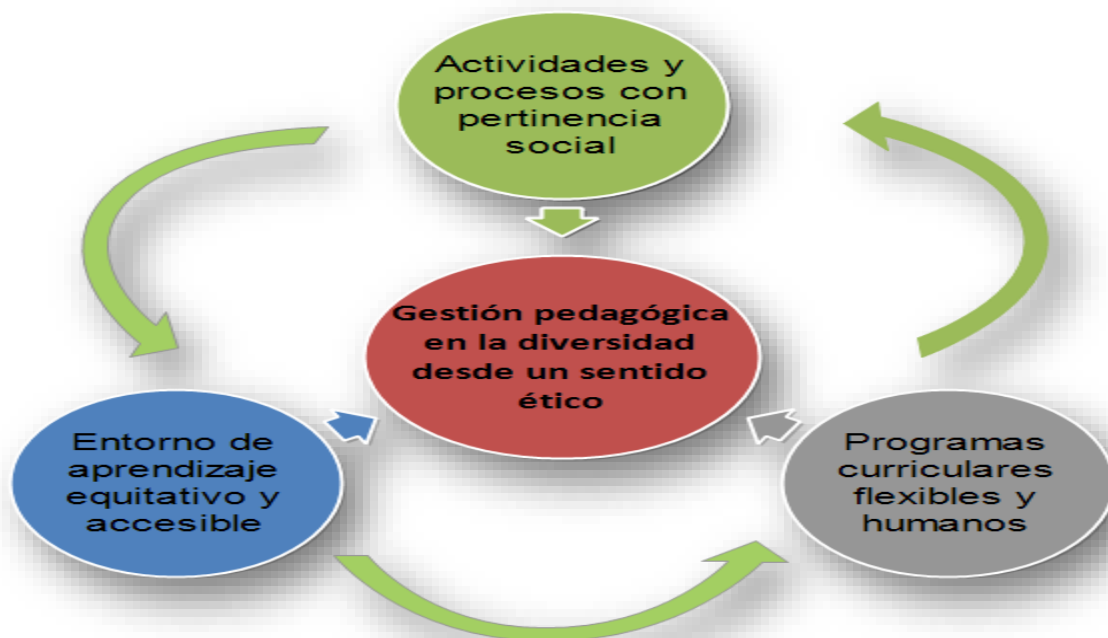 Actividades y
procesos con
pertinencia
social
Gestión pedagógica
en la diversidad
desde un sentido
ético
Entorno de
aprendizaje
equitativo y
accesible
Programas
curriculares
flexibles y
humanos